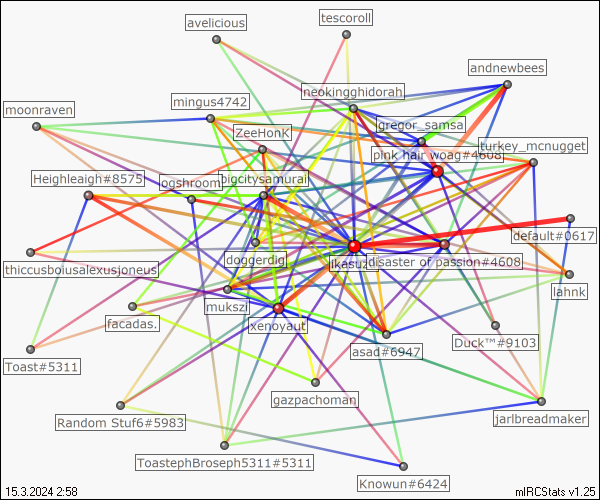 tescoroll
avelicious
andnewbees
neokingghidorah
mingus4742
moonraven
gregor_samsa
ZeeHonk
turkey_mcnugget
pink hair woag#4608
Heighleaigh#8575
ogshroom
bigcitysamurai
default#0617
doggerdig
disaster of passion#4608
thiccusboiusalexusjoneus
lahnk
mukszi
facadas.
xenoyaut
Duck™#9103
asad#6947
Toast#5311
gazpachoman
jarlbreadmaker
Random Stuf6#5983
ToastephBroseph5311#5311
Knowun#6424
15.3.2024 2:58
mIRCStats v1.25